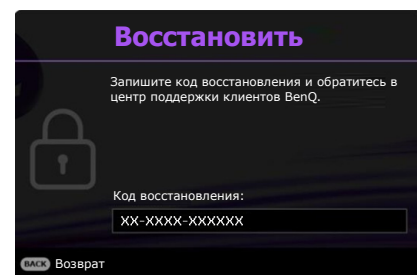 Восстановить
Запишите код восстановления и обратитесь в
центр поддержки клиентов BenQ.
Код восстановления:
XX-XXXX-XXXXXX
BACK Возврат